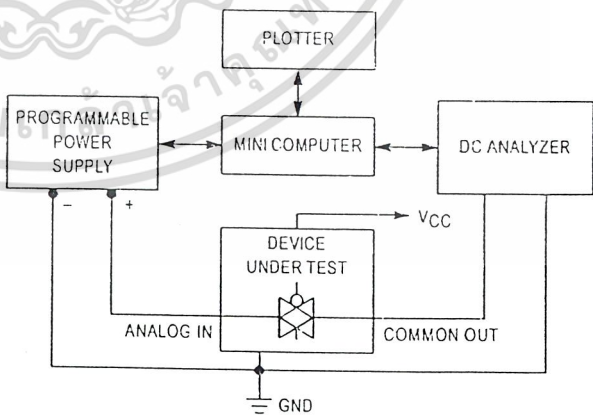 PLOTTER
PROGRAMMABLE
POWER
SUPPLY
MINI COMPUTER
DC ANALYZER
–
+
VCC
DEVICE
UNDER TEST
ANALOG IN
COMMON OUT
GND